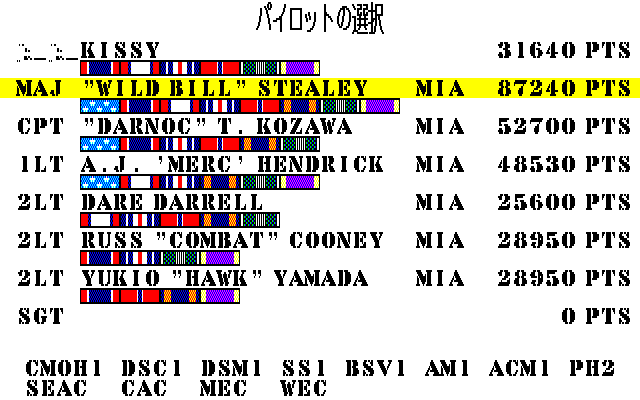 パイロットの選択
KISSY 31640 PTS
MAJ "WILD BILL" STEALEY MIA 87240 PTS
CPT "DARNOC" T. KOZAWA MIA 52700 PTS
1LT A.J. 'MERC' HENDRICK MIA 48530 PTS
2LT DARE DARRELL MIA 25600 PTS
2LT RUSS "COMBAT" COONEY MIA 28950 PTS
2LT YUKIO "HAWK" YAMADA MIA 28950 PTS
SGT 0 PTS
CMOH1 DSC1 DSM1 SS1 BSV1 AM1 ACM1 PH2
SEAC CAC MEC WEC